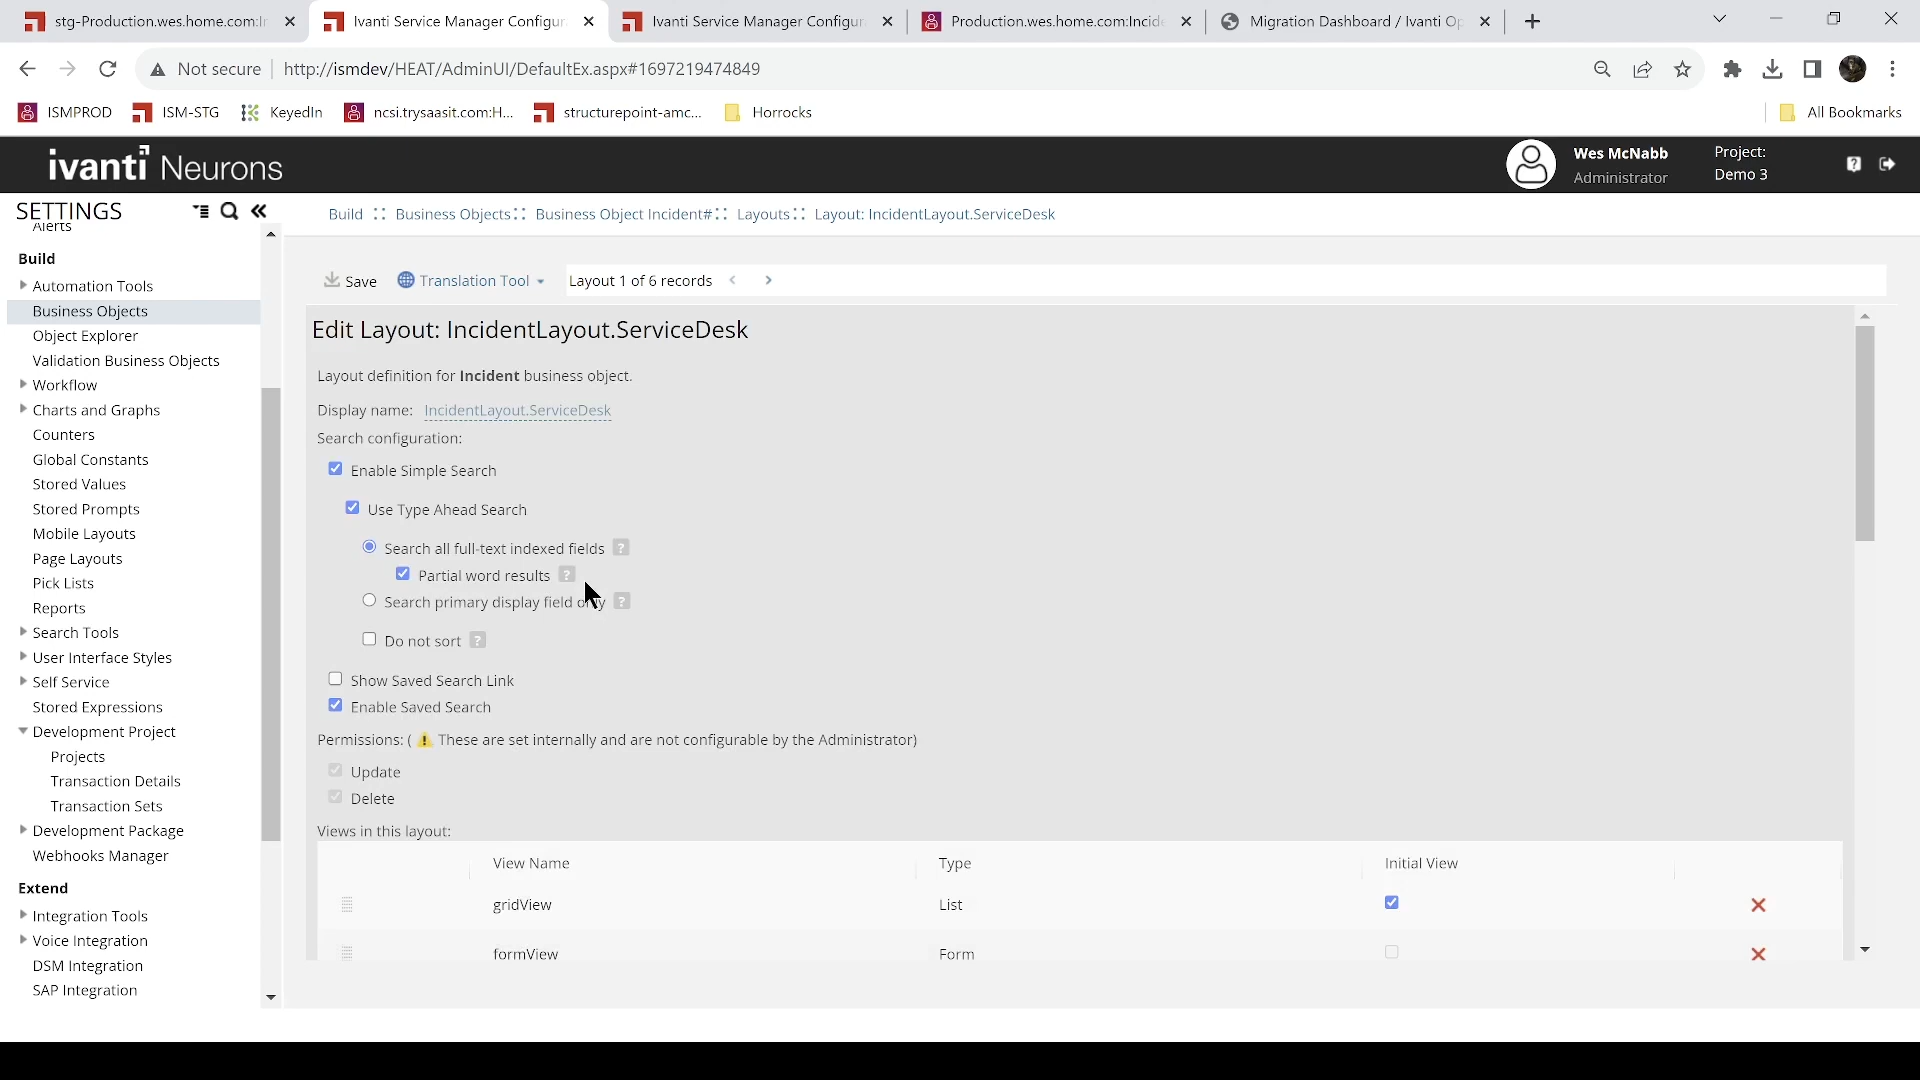 stg-Production.wes.home.com:I
Ivanti Service Manager Configur
Ivanti Service Manager Configur
Production.wes.home.com:Incid
Migration Dashboard / Ivanti Op
Not secure
http://ismdev/HEAT/AdminUI/DefaultEx.aspx#1697219474849
ISMPROD
ISM-STG
KeyedIn
ncsi.trysaasit.com:H...
structurepoint-amc...
Horrocks
All Bookmarks
ivanti Neurons
Wes McNabb
Administrator
Project:
Demo 3
SETTINGS
Alerts
Build
Automation Tools
Business Objects
Object Explorer
Validation Business Objects
Workflow
Charts and Graphs
Counters
Global Constants
Stored Values
Stored Prompts
Mobile Layouts
Page Layouts
Pick Lists
Reports
Search Tools
User Interface Styles
Self Service
Stored Expressions
Development Project
Projects
Transaction Details
Transaction Sets
Development Package
Webhooks Manager
Extend
Integration Tools
Voice Integration
DSM Integration
SAP Integration
Build :: Business Objects:: Business Object Incident#:: Layouts:: Layout: IncidentLayout.ServiceDesk
Save
Translation Tool
Layout 1 of 6 records
Edit Layout: IncidentLayout.ServiceDesk
Layout definition for Incident business object.
Display name: IncidentLayout.ServiceDesk
Search configuration:
Enable Simple Search
Use Type Ahead Search
Search all full-text indexed fields ?
Partial word results ?
Search primary display field only ?
Do not sort ?
Show Saved Search Link
Enable Saved Search
Permissions: ( These are set internally and are not configurable by the Administrator)
Update
Delete
Views in this layout:
View Name Type Initial View
gridView List
formView Form